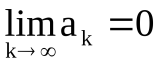 lim a_k = 0
k → ∞